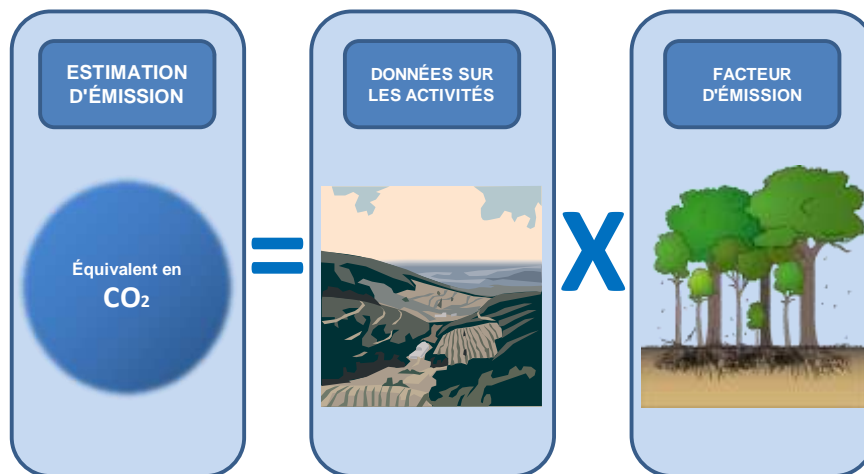 ESTIMATION
D'ÉMISSION
Équivalent en
CO₂
=
DONNÉES SUR
LES ACTIVITÉS
X
FACTEUR
D'ÉMISSION